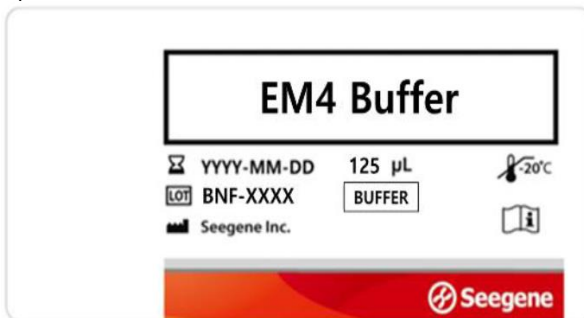 EM4 Buffer
YYYY-MM-DD 125 µL -20°C
LOT BNF-XXXX BUFFER
Seegene Inc.
Seegene